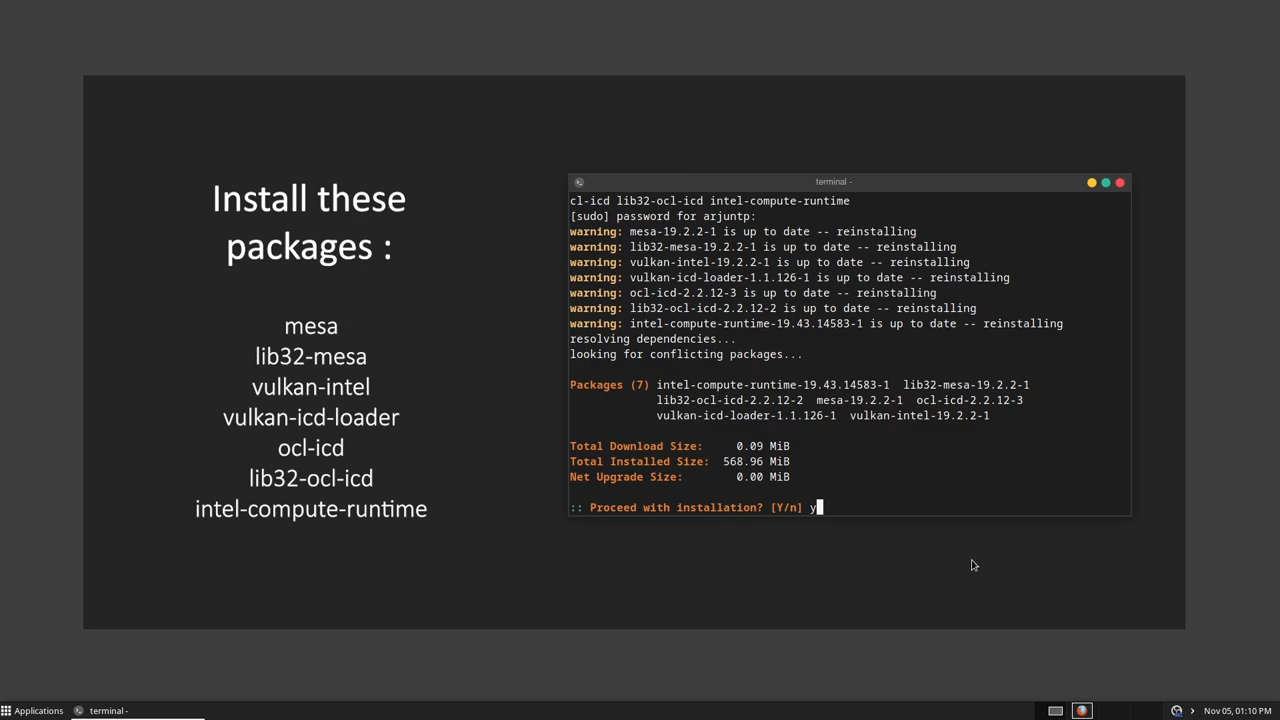 Install these
packages :
mesa
lib32-mesa
vulkan-intel
vulkan-icd-loader
ocl-icd
lib32-ocl-icd
intel-compute-runtime
terminal -
cl-icd lib32-ocl-icd intel-compute-runtime
[sudo] password for arjuntp:
warning: mesa-19.2.2-1 is up to date -- reinstalling
warning: lib32-mesa-19.2.2-1 is up to date -- reinstalling
warning: vulkan-intel-19.2.2-1 is up to date -- reinstalling
warning: vulkan-icd-loader-1.1.126-1 is up to date -- reinstalling
warning: ocl-icd-2.2.12-3 is up to date -- reinstalling
warning: lib32-ocl-icd-2.2.12-2 is up to date -- reinstalling
warning: intel-compute-runtime-19.43.14583-1 is up to date -- reinstalling
resolving dependencies...
looking for conflicting packages...
Packages (7) intel-compute-runtime-19.43.14583-1 lib32-mesa-19.2.2-1
lib32-ocl-icd-2.2.12-2 mesa-19.2.2-1 ocl-icd-2.2.12-3
vulkan-icd-loader-1.1.126-1 vulkan-intel-19.2.2-1
Total Download Size: 0.09 MiB
Total Installed Size: 568.96 MiB
Net Upgrade Size: 0.00 MiB
:: Proceed with installation? [Y/n] y
Applications
terminal -
Nov 05, 01:10 PM